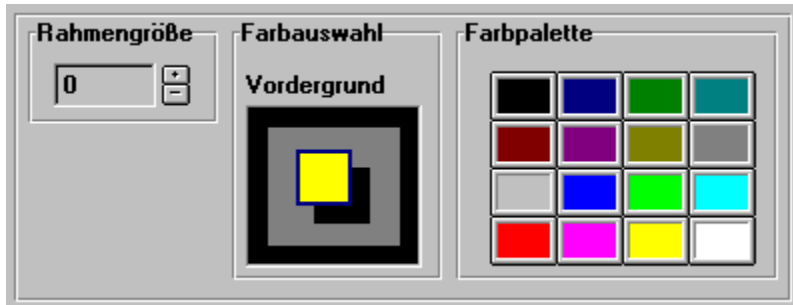 Rahmengröße
0
+
−
Farbauswahl
Vordergrund
Farbpalette